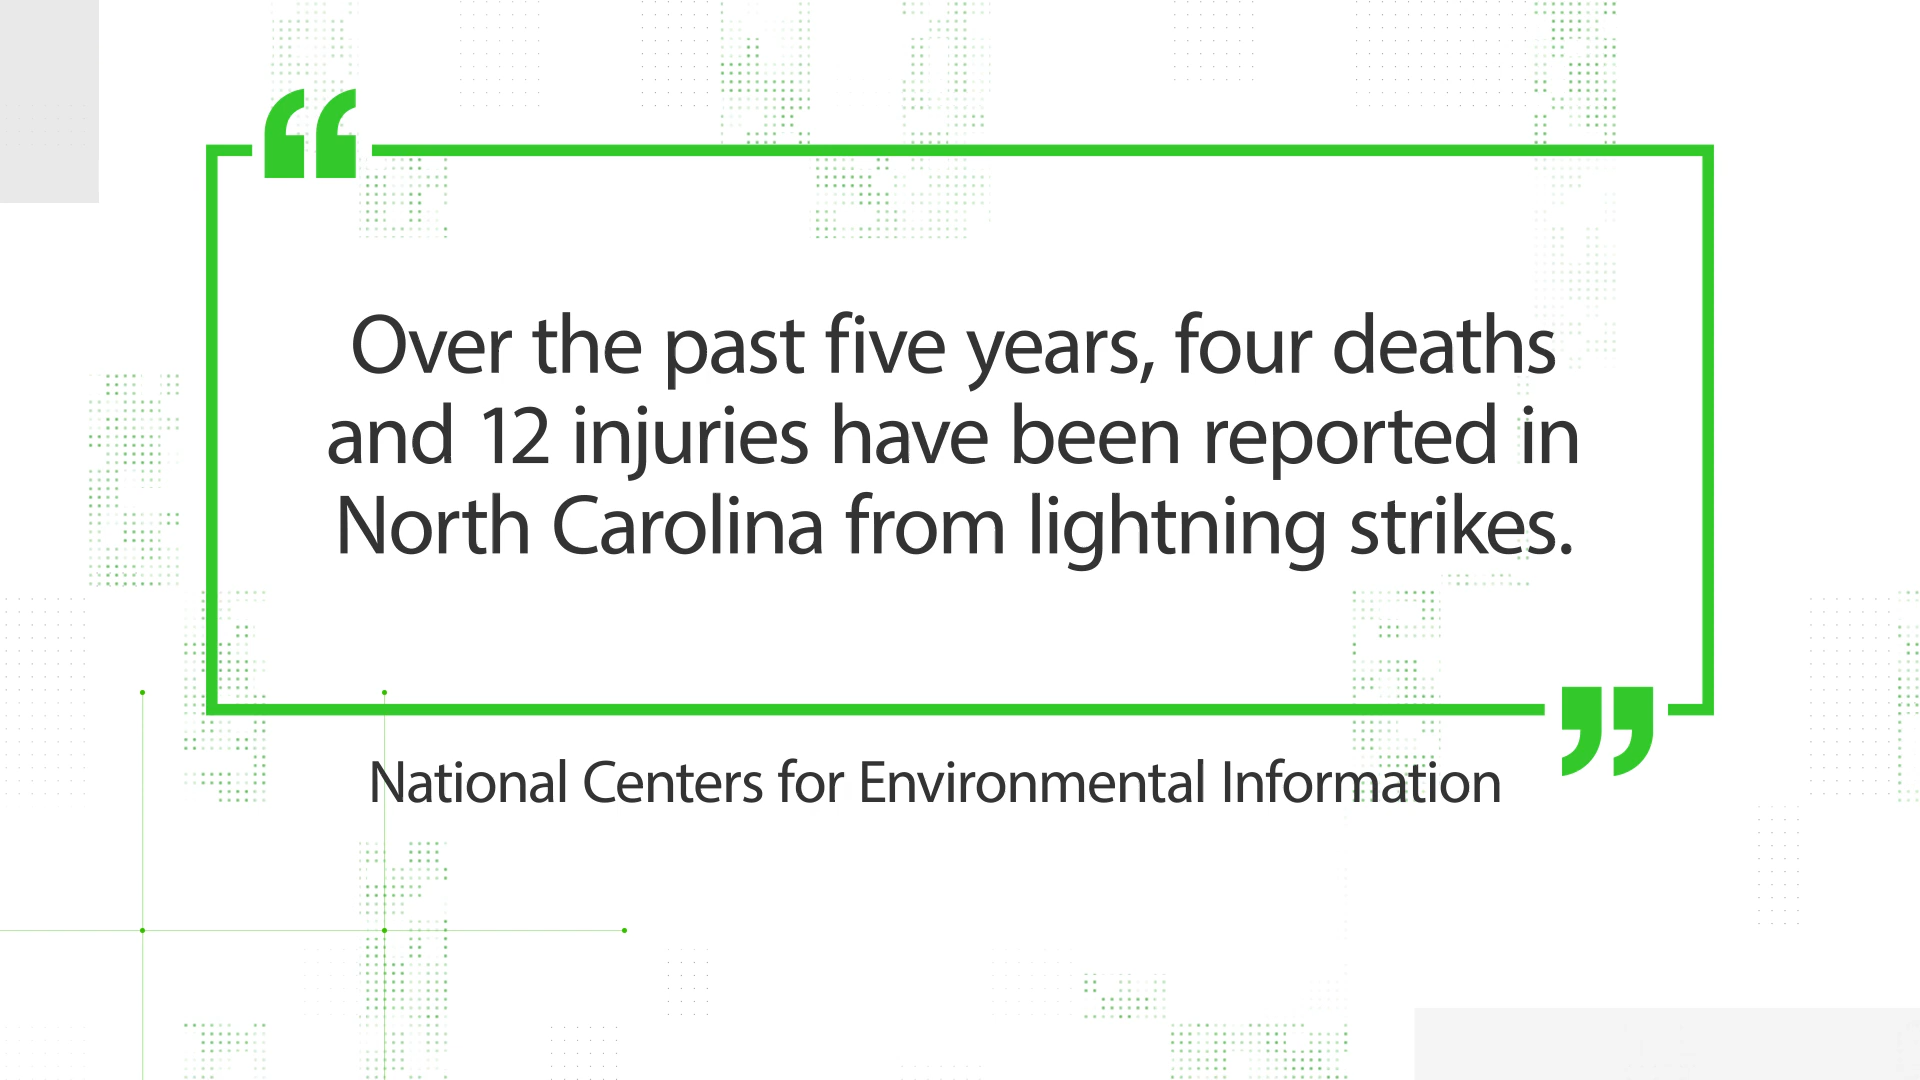 Over the past five years, four deaths
and 12 injuries have been reported in
North Carolina from lightning strikes.
National Centers for Environmental Information